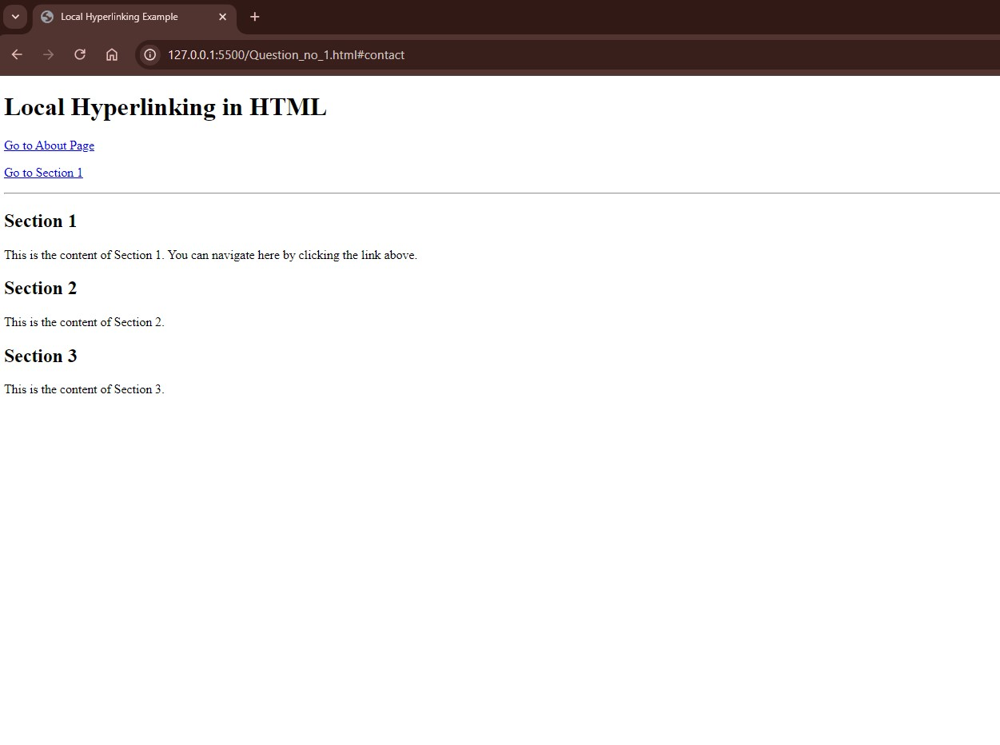 Local Hyperlinking Example
127.0.0.1:5500/Question_no_1.html#contact
Local Hyperlinking in HTML
Go to About Page
Go to Section 1
Section 1
This is the content of Section 1. You can navigate here by clicking the link above.
Section 2
This is the content of Section 2.
Section 3
This is the content of Section 3.